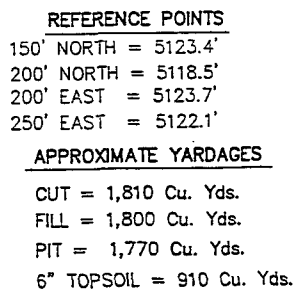 REFERENCE POINTS
150' NORTH = 5123.4'
200' NORTH = 5118.5'
200' EAST = 5123.7'
250' EAST = 5122.1'
APPROXIMATE YARDAGES
CUT = 1,810 Cu. Yds.
FILL = 1,800 Cu. Yds.
PIT = 1,770 Cu. Yds.
6" TOPSOIL = 910 Cu. Yds.